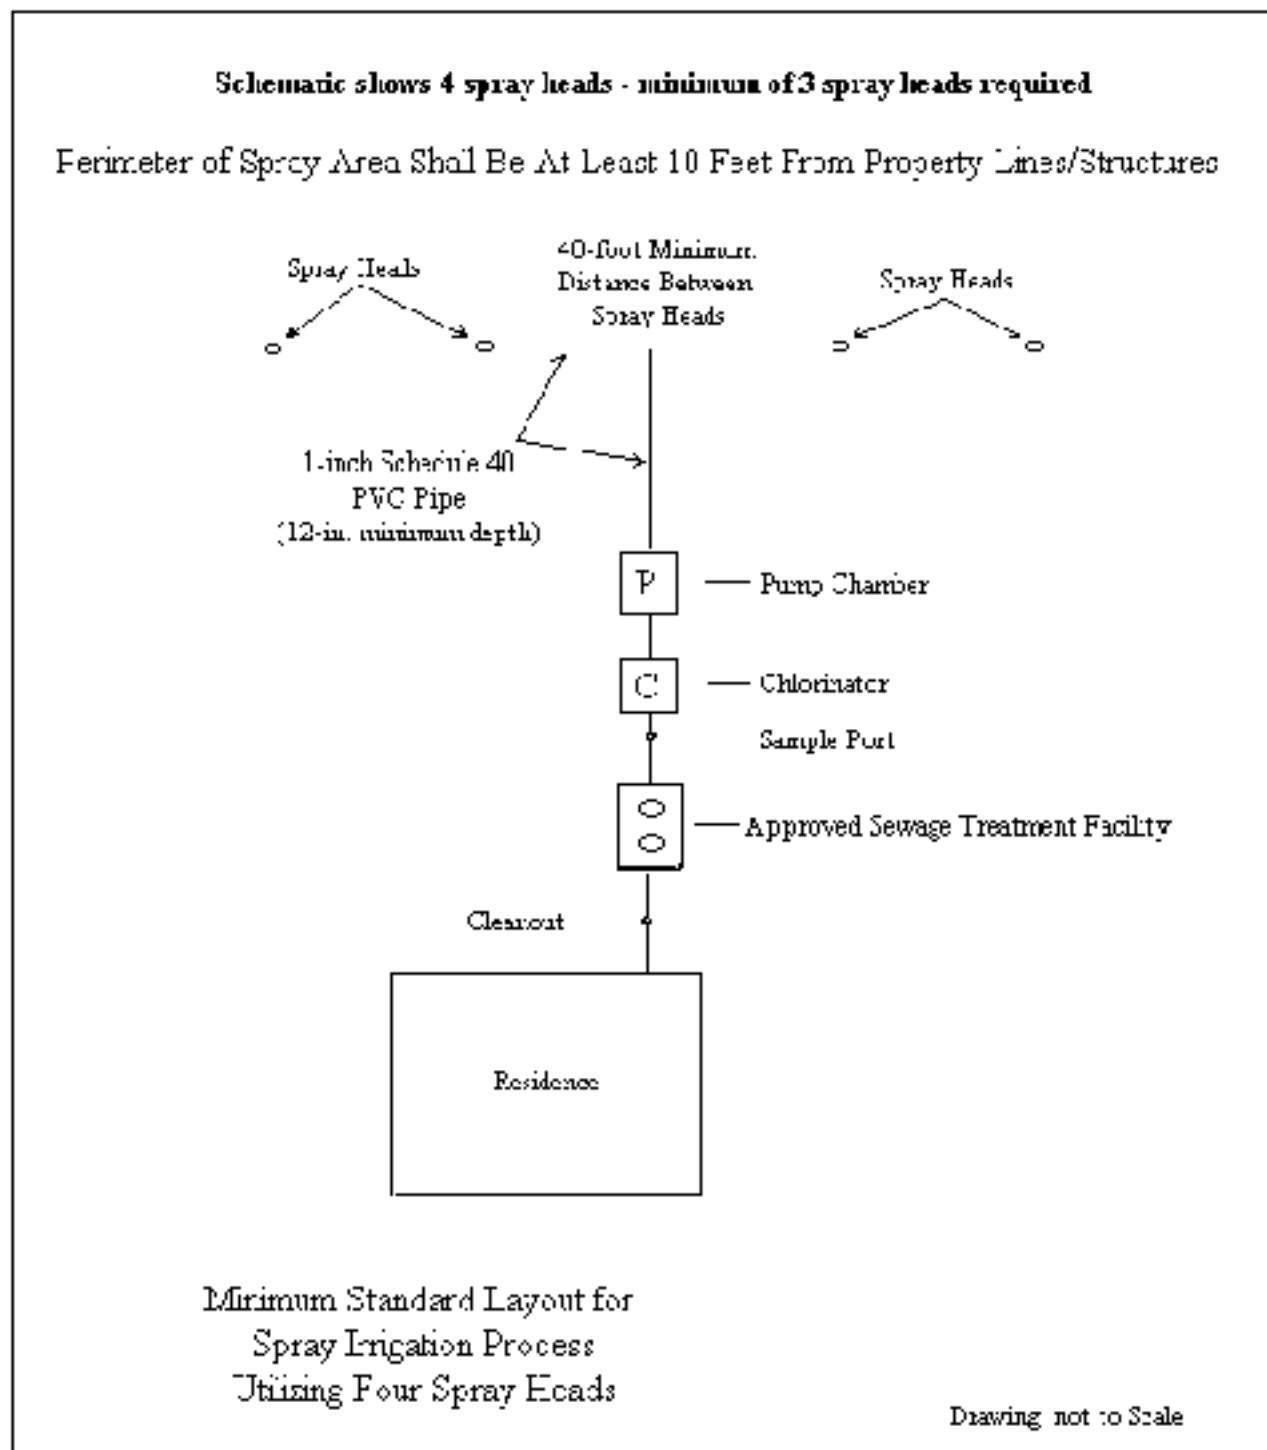 Schematic shows 4 spray heads - minimum of 3 spray heads required
Perimeter of Spray Area Shall Be At Least 10 Feet From Property Lines/Structures
40-foot Minimum
Distance Between
Spray Heads
Spray Heads
Spray Heads
1-inch Schedule 40
PVC Pipe
(12-in. minimum depth)
P
Pump Chamber
C
Chlorinator
Sample Port
Approved Sewage Treatment Facility
Cleanout
Residence
Minimum Standard Layout for
Spray Irrigation Process
Utilizing Four Spray Heads
Drawing not to Scale